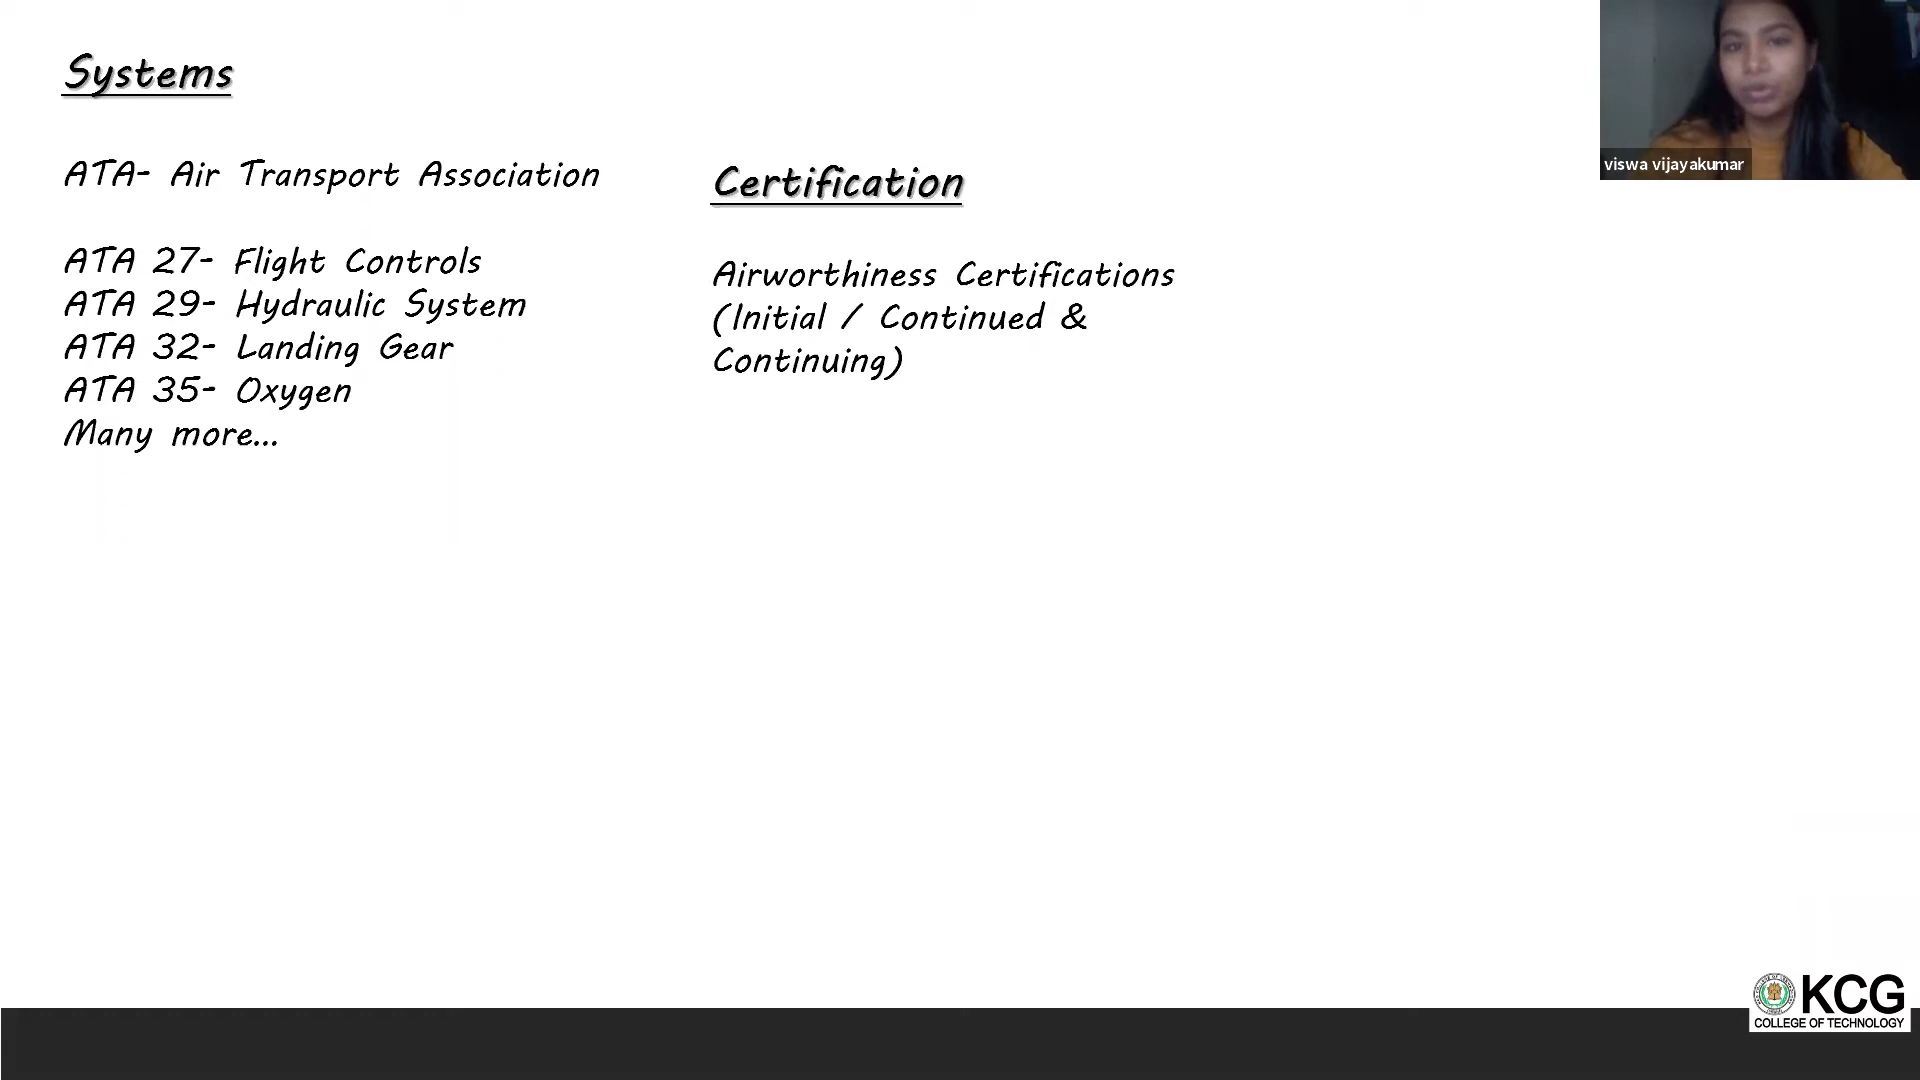 Systems
ATA- Air Transport Association
ATA 27- Flight Controls
ATA 29- Hydraulic System
ATA 32- Landing Gear
ATA 35- Oxygen
Many more...
Certification
Airworthiness Certifications
(Initial / Continued &
Continuing)
viswa vijayakumar
KCG
COLLEGE OF TECHNOLOGY